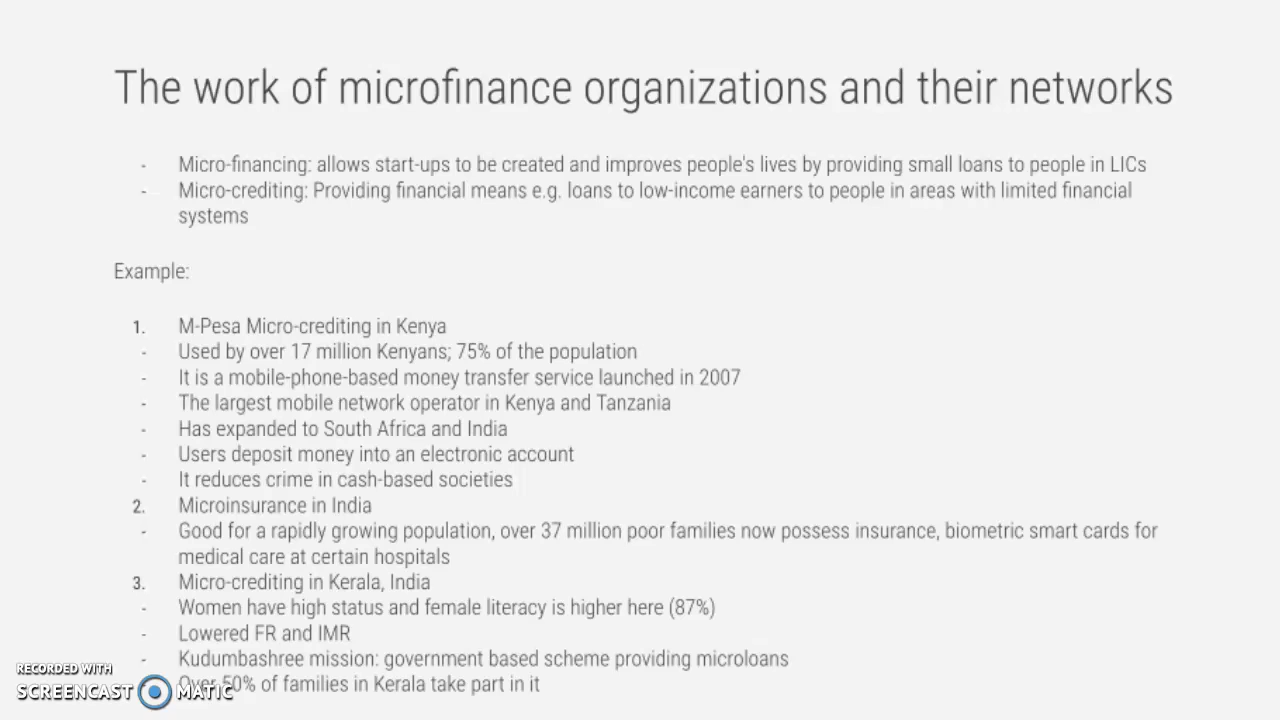 The work of microfinance organizations and their networks
- Micro-financing: allows start-ups to be created and improves people's lives by providing small loans to people in LICs
- Micro-crediting: Providing financial means e.g. loans to low-income earners to people in areas with limited financial
systems
Example:
1. M-Pesa Micro-crediting in Kenya
- Used by over 17 million Kenyans; 75% of the population
- It is a mobile-phone-based money transfer service launched in 2007
- The largest mobile network operator in Kenya and Tanzania
- Has expanded to South Africa and India
- Users deposit money into an electronic account
- It reduces crime in cash-based societies
2. Microinsurance in India
- Good for a rapidly growing population, over 37 million poor families now possess insurance, biometric smart cards for
medical care at certain hospitals
3. Micro-crediting in Kerala, India
- Women have high status and female literacy is higher here (87%)
- Lowered FR and IMR
- Kudumbashree mission: government based scheme providing microloans
Over 50% of families in Kerala take part in it
RECORDED WITH
SCREENCAST MATIC